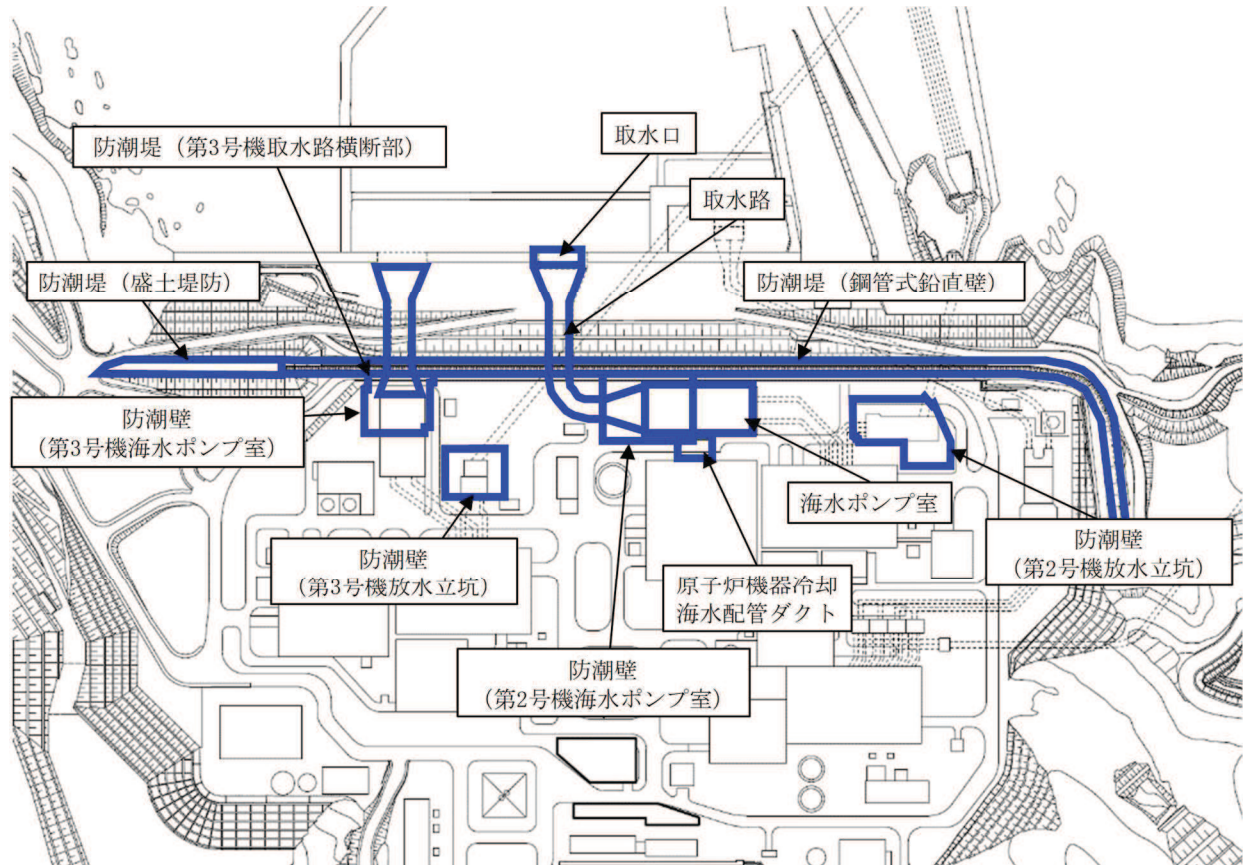 取水口
防潮堤（第3号機取水路横断部）
取水路
防潮堤（盛土堤防）
防潮堤（鋼管式鉛直壁）
防潮壁
(第3号機海水ポンプ室)
海水ポンプ室
防潮壁
(第3号機放水立坑)
原子炉機器冷却
海水配管ダクト
防潮壁
(第2号機放水立坑)
防潮壁
(第2号機海水ポンプ室)